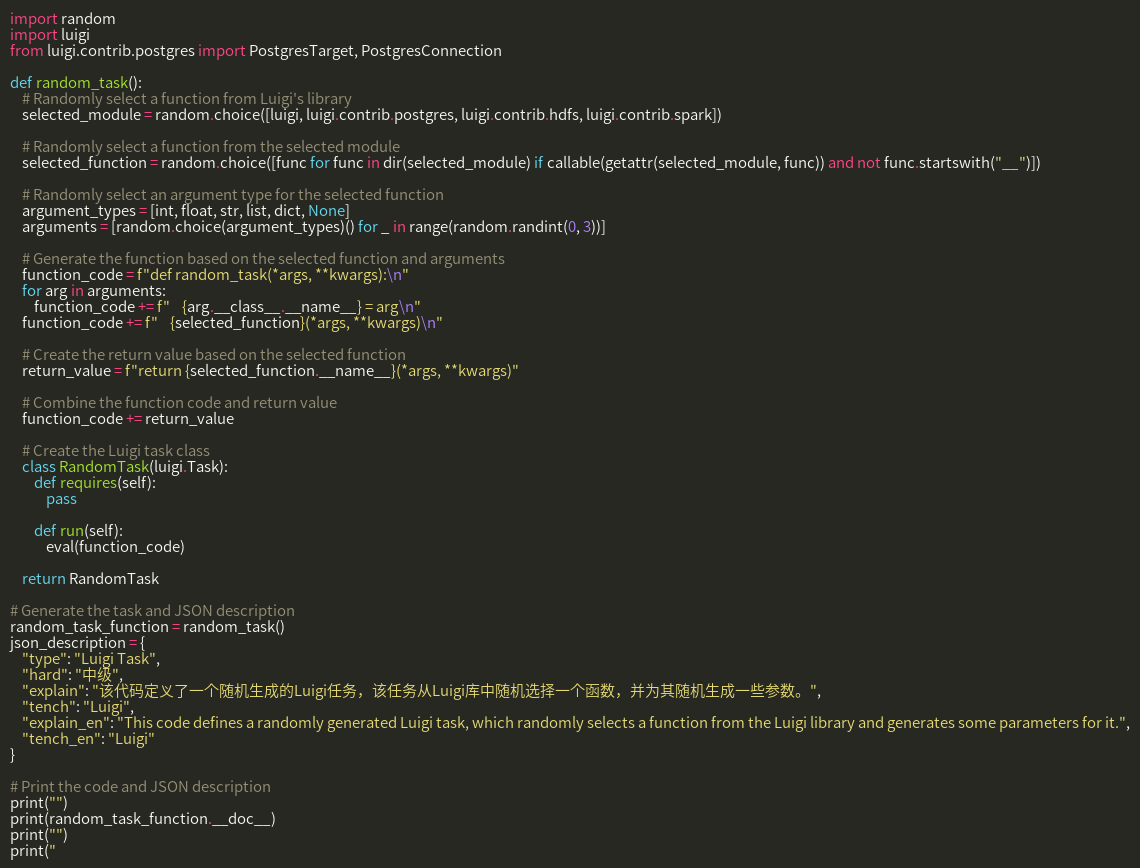 import random
import luigi
from luigi.contrib.postgres import PostgresTarget, PostgresConnection

def random_task():
    # Randomly select a function from Luigi's library
    selected_module = random.choice([luigi, luigi.contrib.postgres, luigi.contrib.hdfs, luigi.contrib.spark])

    # Randomly select a function from the selected module
    selected_function = random.choice([func for func in dir(selected_module) if callable(getattr(selected_module, func)) and not func.startswith("__")])

    # Randomly select an argument type for the selected function
    argument_types = [int, float, str, list, dict, None]
    arguments = [random.choice(argument_types)() for _ in range(random.randint(0, 3))]

    # Generate the function based on the selected function and arguments
    function_code = f"def random_task(*args, **kwargs):\n"
    for arg in arguments:
        function_code += f"    {arg.__class__.__name__} = arg\n"
    function_code += f"    {selected_function}(*args, **kwargs)\n"

    # Create the return value based on the selected function
    return_value = f"return {selected_function.__name__}(*args, **kwargs)"

    # Combine the function code and return value
    function_code += return_value

    # Create the Luigi task class
    class RandomTask(luigi.Task):
        def requires(self):
            pass

        def run(self):
            eval(function_code)

    return RandomTask

# Generate the task and JSON description
random_task_function = random_task()
json_description = {
    "type": "Luigi Task",
    "hard": "中级",
    "explain": "该代码定义了一个随机生成的Luigi任务，该任务从Luigi库中随机选择一个函数，并为其随机生成一些参数。",
    "tench": "Luigi",
    "explain_en": "This code defines a randomly generated Luigi task, which randomly selects a function from the Luigi library and generates some parameters for it.",
    "tench_en": "Luigi"
}

# Print the code and JSON description
print("")
print(random_task_function.__doc__)
print("")
print("